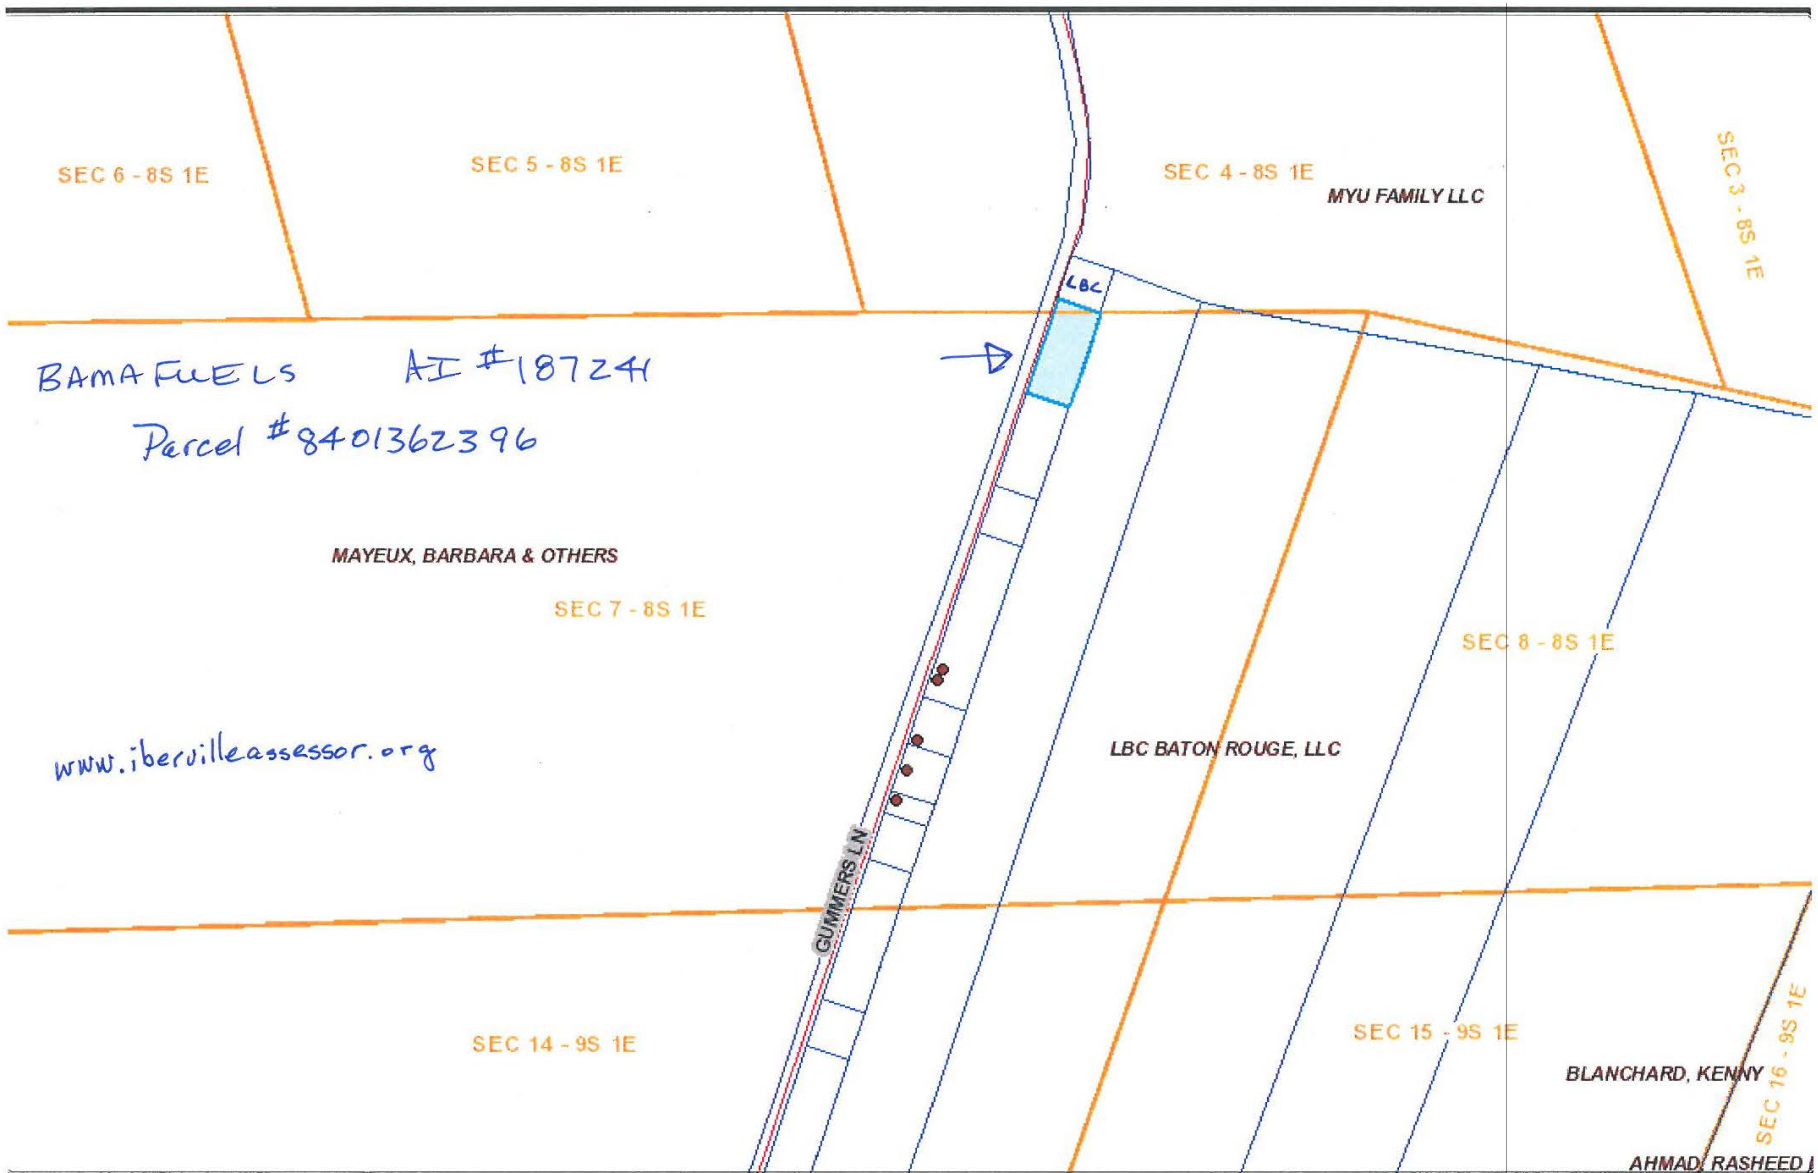 SEC 6 - 8S 1E
SEC 5 - 8S 1E
SEC 4 - 8S 1E
MYU FAMILY LLC
SEC 3 - 8S 1E
LBC
BAMA FUELS AI #187241
Parcel #8401362396
MAYEUX, BARBARA & OTHERS
SEC 7 - 8S 1E
SEC 8 - 8S 1E
LBC BATON ROUGE, LLC
www.ibervilleassessor.org
GUMMERS LN
SEC 14 - 9S 1E
SEC 15 - 9S 1E
BLANCHARD, KENNY
SEC 16 - 9S 1E
AHMAD, RASHEED